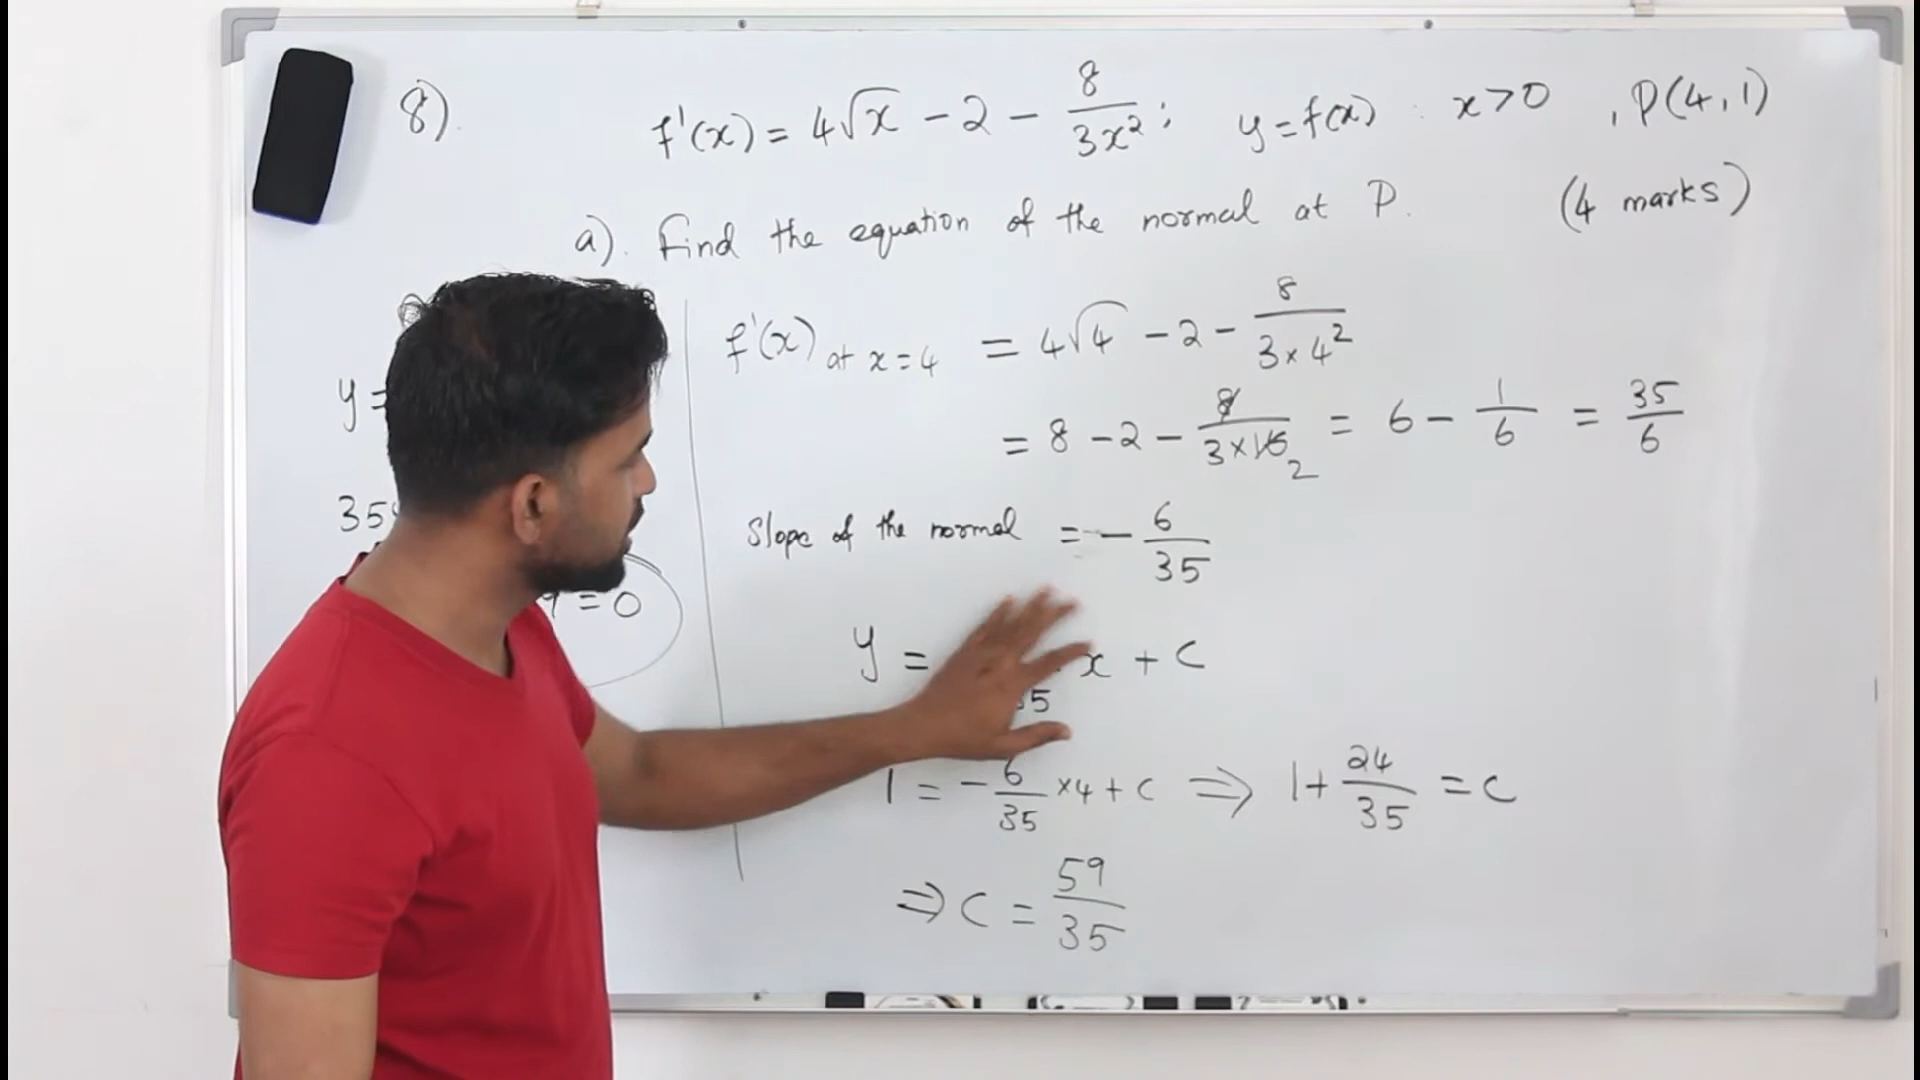 8).
f'(x) = 4√x - 2 - 8/3x² ; y = f(x) : x>0 , P(4,1)
a). Find the equation of the normal at P. (4 marks)
f'(x) at x=4 = 4√4 - 2 - 8/3×4²
= 8 - 2 - 8/3×16 2 = 6 - 1/6 = 35/6
Slope of the normal = - 6/35
y = x + c
1 = - 6/35 ×4 + c ⇒ 1 + 24/35 = c
⇒ c = 59/35
y =
35
= 0